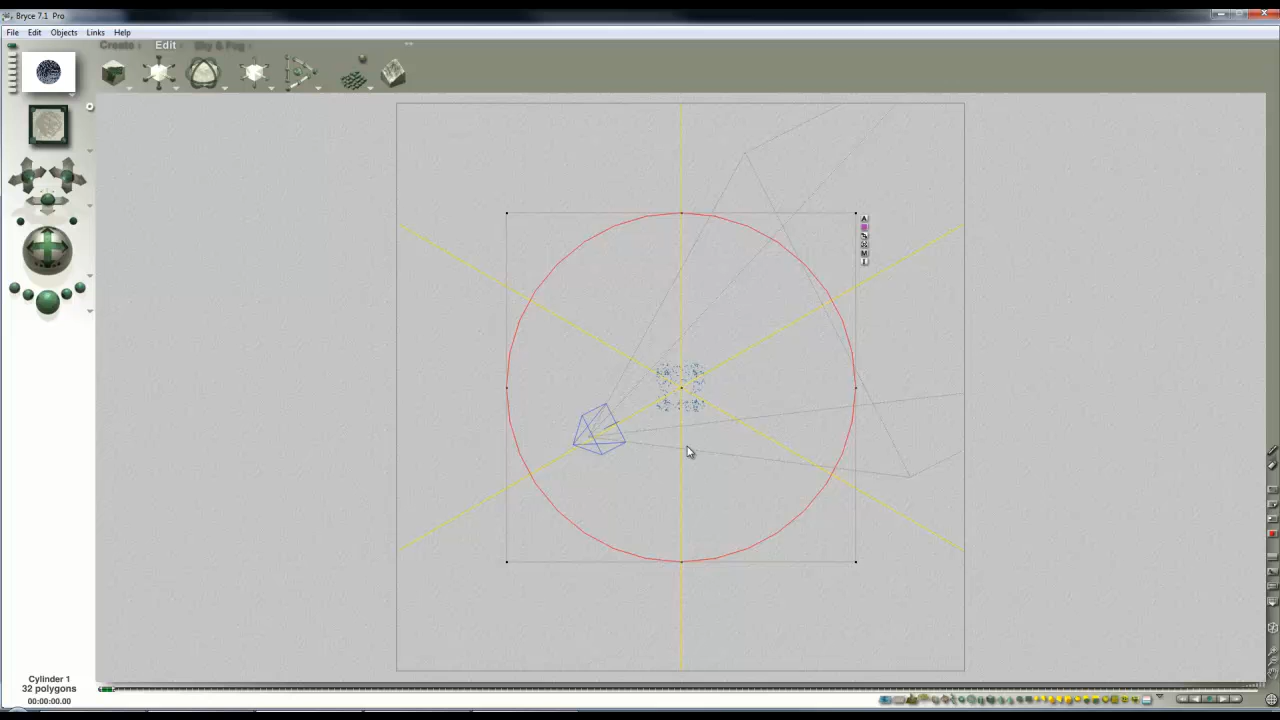 Bryce 7.1 Pro
File Edit Objects Links Help
Create Edit Sky & Fog
A
M
Cylinder 1
32 polygons
00:00:00.00